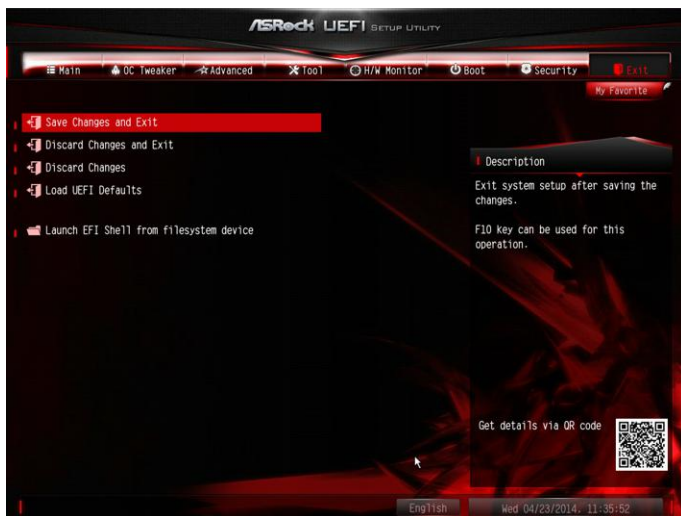 ASRock UEFI SETUP UTILITY
Main OC Tweaker Advanced Tool H/W Monitor Boot Security Exit
My Favorite
Save Changes and Exit
Discard Changes and Exit
Discard Changes
Load UEFI Defaults
Launch EFI Shell from filesystem device
Description
Exit system setup after saving the
changes.
F10 key can be used for this
operation.
Get details via QR code
English Wed 04/23/2014. 11:35:52